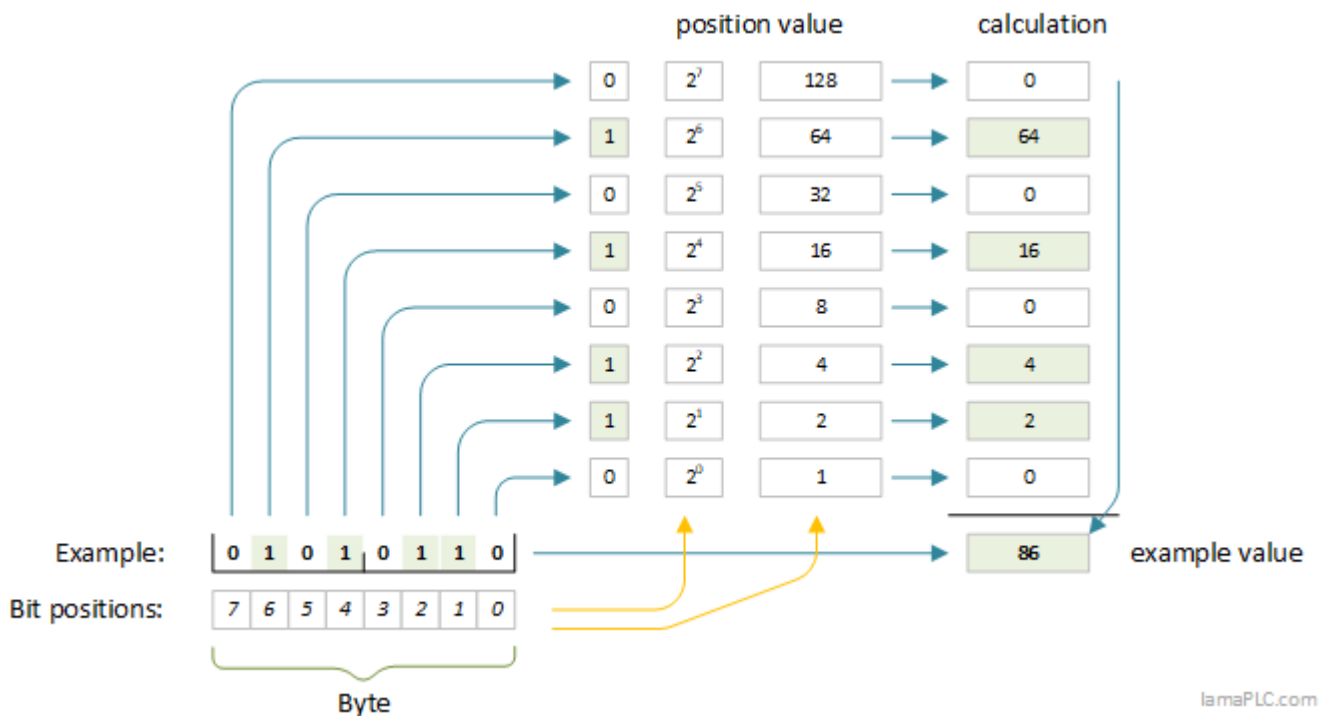 position value calculation
0 2⁷ 128 0
1 2⁶ 64 64
0 2⁵ 32 0
1 2⁴ 16 16
0 2³ 8 0
1 2² 4 4
1 2¹ 2 2
0 2⁰ 1 0
Example: 0 1 0 1 0 1 1 0 86 example value
Bit positions: 7 6 5 4 3 2 1 0
Byte
lamaPLC.com